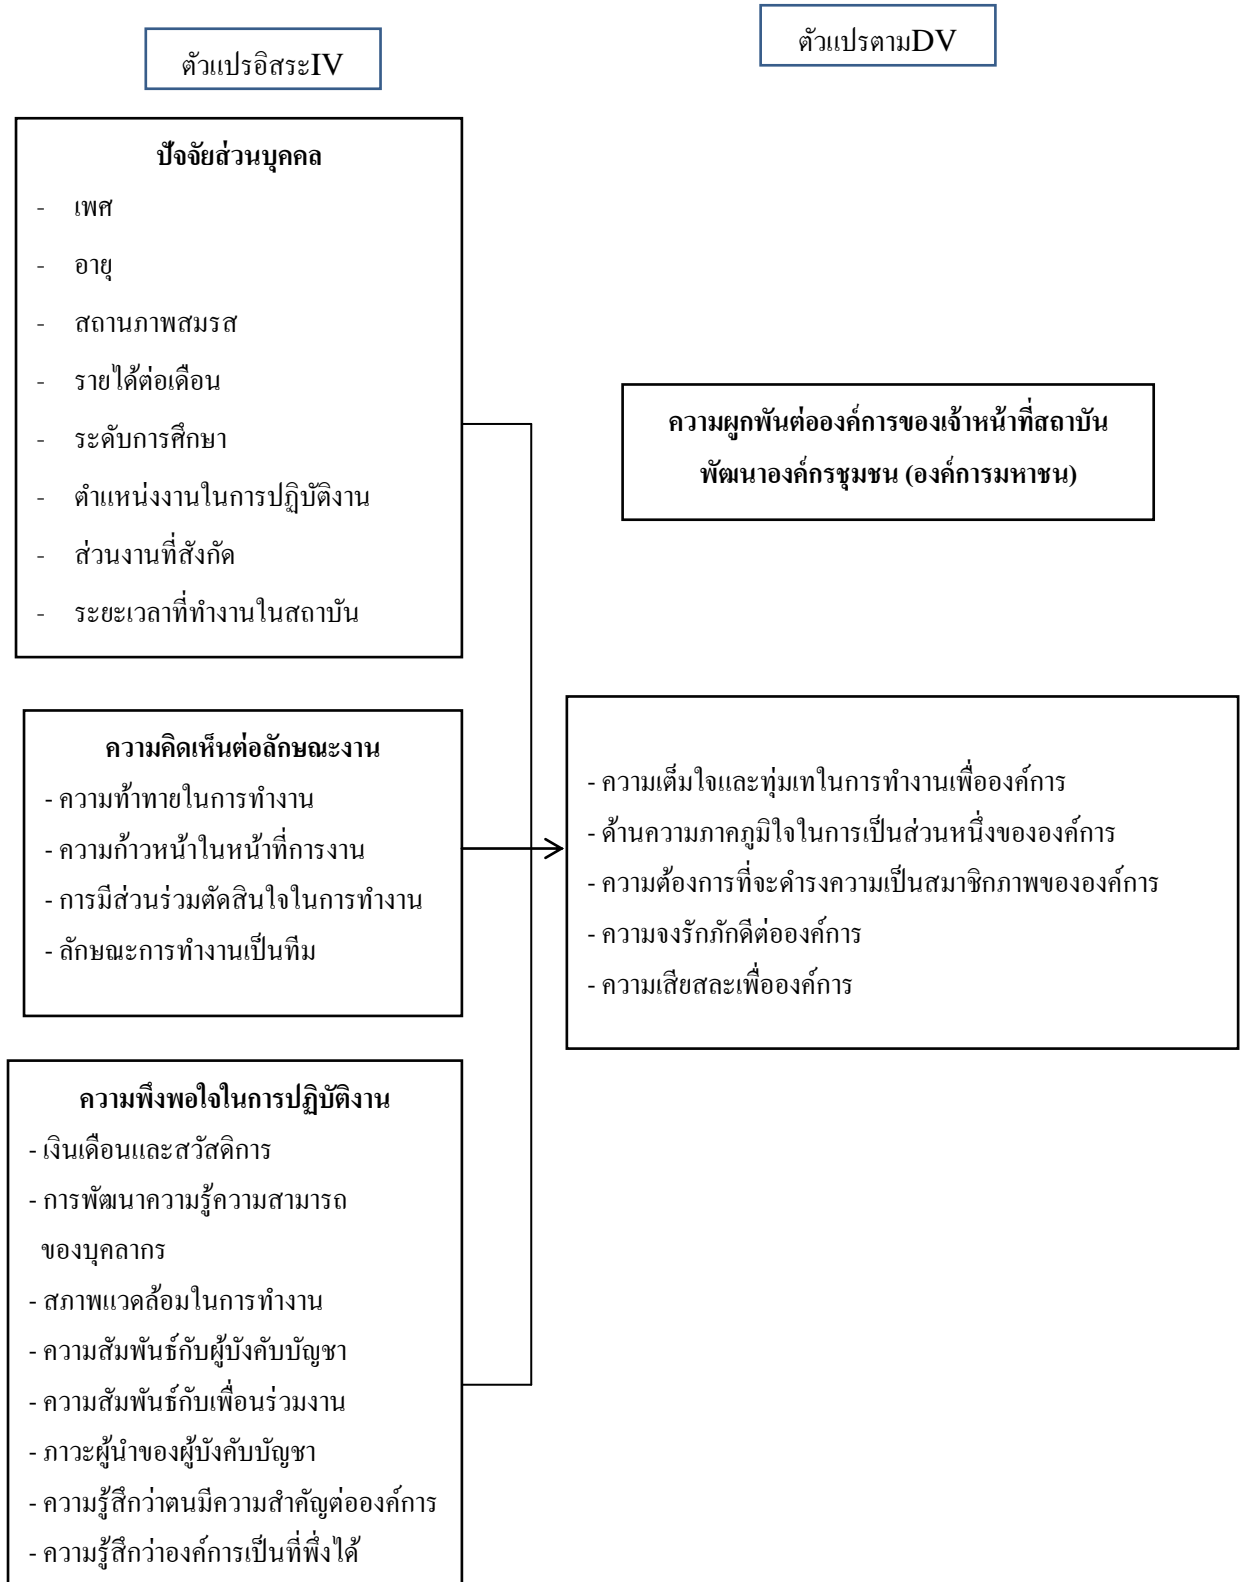 ตัวแปรอิสระIV
ตัวแปรตามDV
ปัจจัยส่วนบุคคล
- เพศ
- อายุ
- สถานภาพสมรส
- รายได้ต่อเดือน
- ระดับการศึกษา
- ตำแหน่งงานในการปฏิบัติงาน
- ส่วนงานที่สังกัด
- ระยะเวลาที่ทำงานในสถาบัน
ความผูกพันต่อองค์การของเจ้าหน้าที่สถาบัน
พัฒนาองค์กรชุมชน (องค์การมหาชน)
ความคิดเห็นต่อลักษณะงาน
- ความท้าทายในการทำงาน
- ความก้าวหน้าในหน้าที่การงาน
- การมีส่วนร่วมตัดสินใจในการทำงาน
- ลักษณะการทำงานเป็นทีม
- ความเต็มใจและทุ่มเทในการทำงานเพื่อองค์การ
- ด้านความภาคภูมิใจในการเป็นส่วนหนึ่งขององค์การ
- ความต้องการที่จะดำรงความเป็นสมาชิกภาพขององค์การ
- ความจงรักภักดีต่อองค์การ
- ความเสียสละเพื่อองค์การ
ความพึงพอใจในการปฏิบัติงาน
- เงินเดือนและสวัสดิการ
- การพัฒนาความรู้ความสามารถ
ของบุคลากร
- สภาพแวดล้อมในการทำงาน
- ความสัมพันธ์กับผู้บังคับบัญชา
- ความสัมพันธ์กับเพื่อนร่วมงาน
- ภาวะผู้นำของผู้บังคับบัญชา
- ความรู้สึกว่าตนมีความสำคัญต่อองค์การ
- ความรู้สึกว่าองค์การเป็นที่พึ่งได้